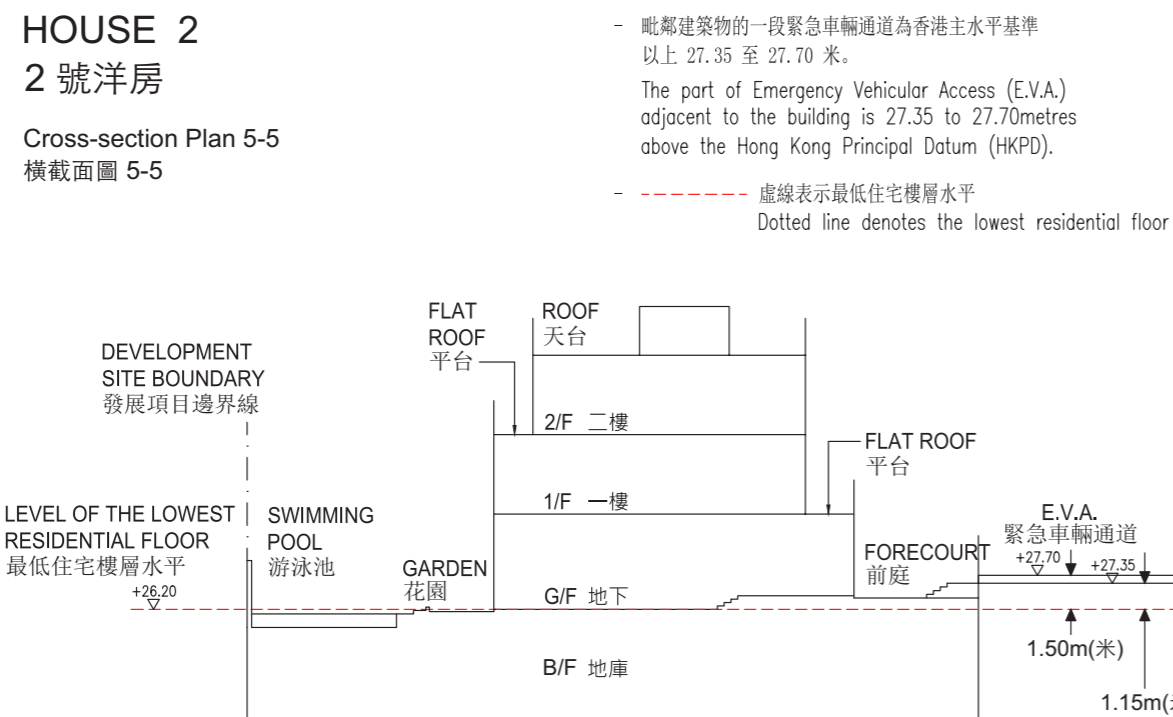 HOUSE 2
2 號洋房
Cross-section Plan 5-5
橫截面圖 5-5
- 毗鄰建築物的一段緊急車輛通道為香港主水平基準
以上 27.35 至 27.70 米。
The part of Emergency Vehicular Access (E.V.A.)
adjacent to the building is 27.35 to 27.70metres
above the Hong Kong Principal Datum (HKPD).
- 虛線表示最低住宅樓層水平
Dotted line denotes the lowest residential floor
DEVELOPMENT
SITE BOUNDARY
發展項目邊界線
FLAT
ROOF
平台
ROOF
天台
2/F 二樓
FLAT ROOF
平台
1/F 一樓
LEVEL OF THE LOWEST
RESIDENTIAL FLOOR
最低住宅樓層水平
+26.20
SWIMMING
POOL
游泳池
GARDEN
花園
G/F 地下
FORECOURT
前庭
E.V.A.
緊急車輛通道
+27.70
+27.35
B/F 地庫
1.50m(米)
1.15m(